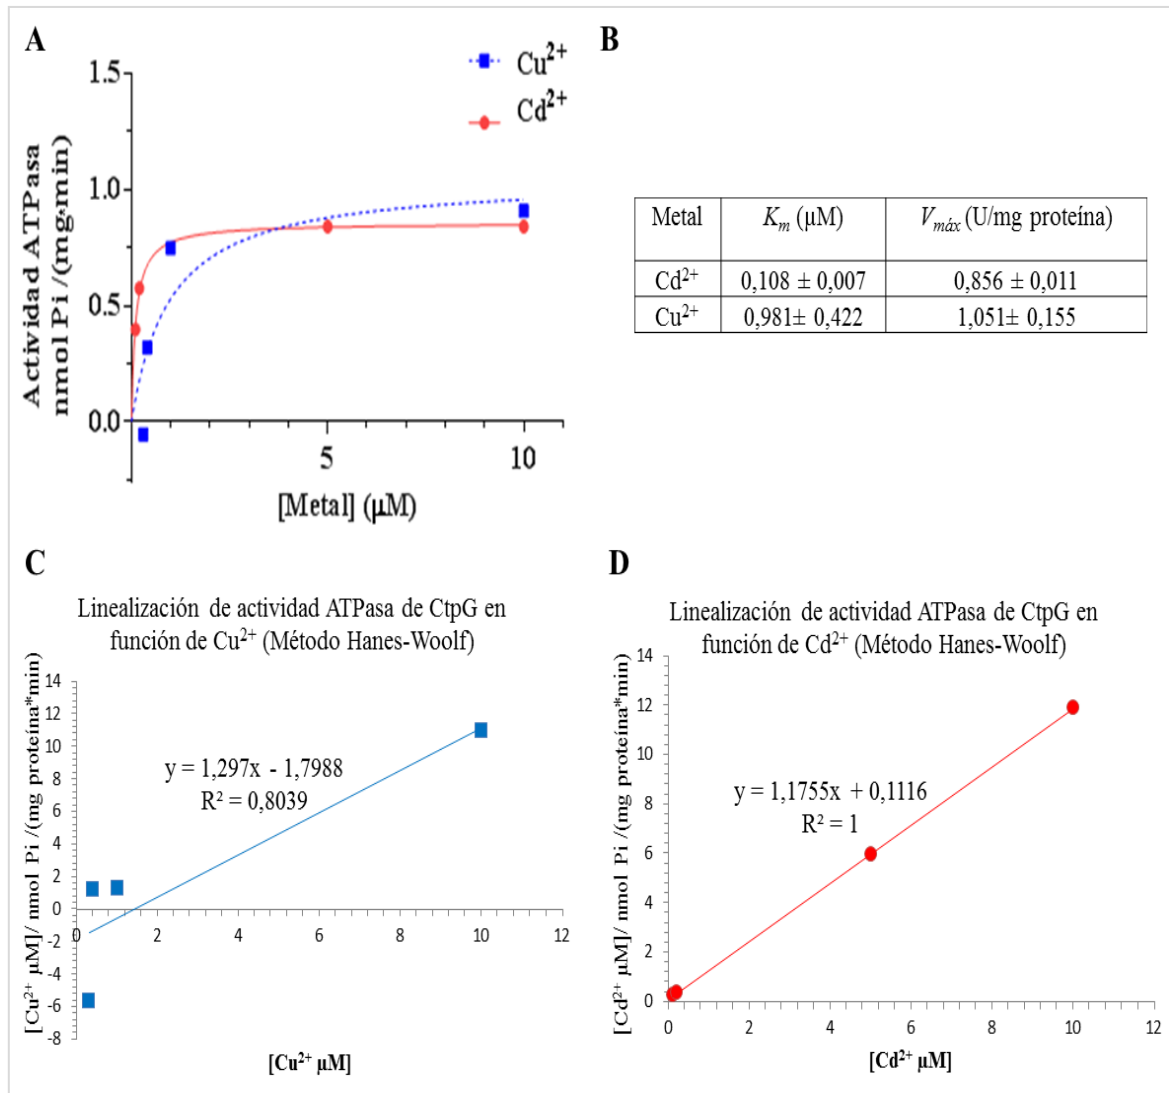 A
Cu²⁺
Cd²⁺
Actividad ATPasa
nmol Pi /(mg.min)
1.5
1.0
0.5
0.0
5
10
[Metal] (μM)
B
Metal Km (μM) Vmáx (U/mg proteína)
Cd²⁺ 0,108 ± 0,007 0,856 ± 0,011
Cu²⁺ 0,981± 0,422 1,051± 0,155
C
Linealización de actividad ATPasa de CtpG en
función de Cu²⁺ (Método Hanes-Woolf)
[Cu²⁺ μM]/ nmol Pi /(mg proteína*min)
14
12
10
8
6
4
2
0
-2
-4
-6
-8
y = 1,297x - 1,7988
R² = 0,8039
0 2 4 6 8 10 12
[Cu²⁺ μM]
D
Linealización de actividad ATPasa de CtpG en
función de Cd²⁺ (Método Hanes-Woolf)
[Cd²⁺ μM]/ nmol Pi /(mg proteína*min)
14
12
10
8
6
4
2
0
y = 1,1755x + 0,1116
R² = 1
0 2 4 6 8 10 12
[Cd²⁺ μM]